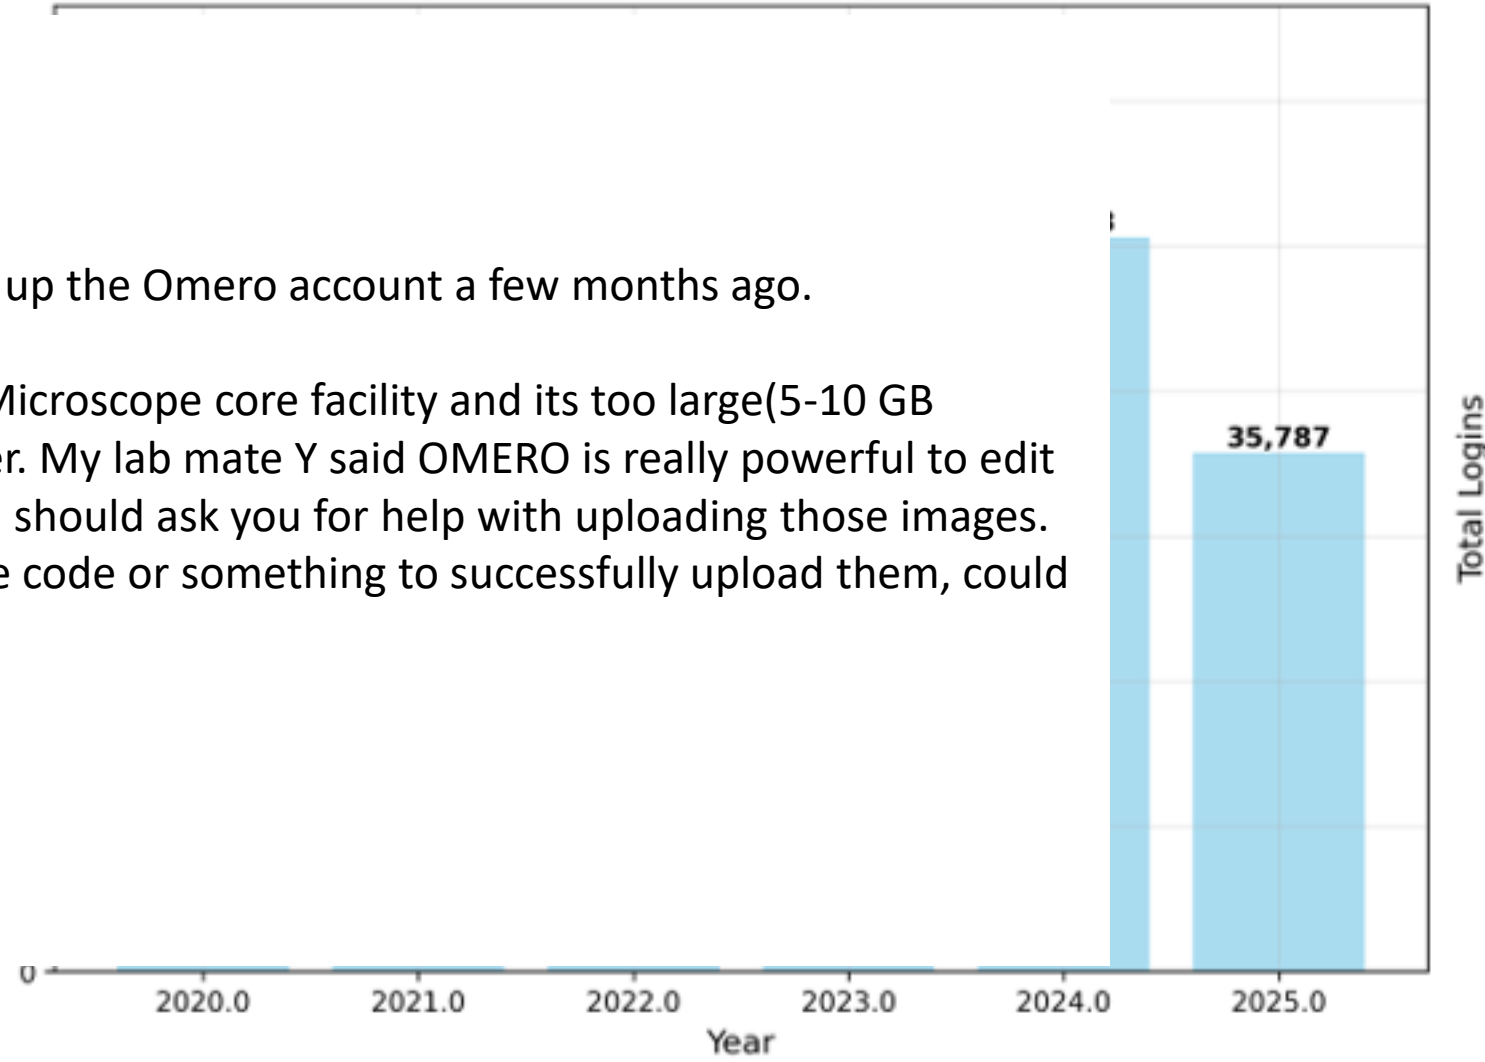 up the Omero account a few months ago.
Microscope core facility and its too large(5-10 GB
My lab mate Y said OMERO is really powerful to edit
should ask you for help with uploading those images.
code or something to successfully upload them, could
35,787
Total Logins
0
2020.0 2021.0 2022.0 2023.0 2024.0 2025.0
Year